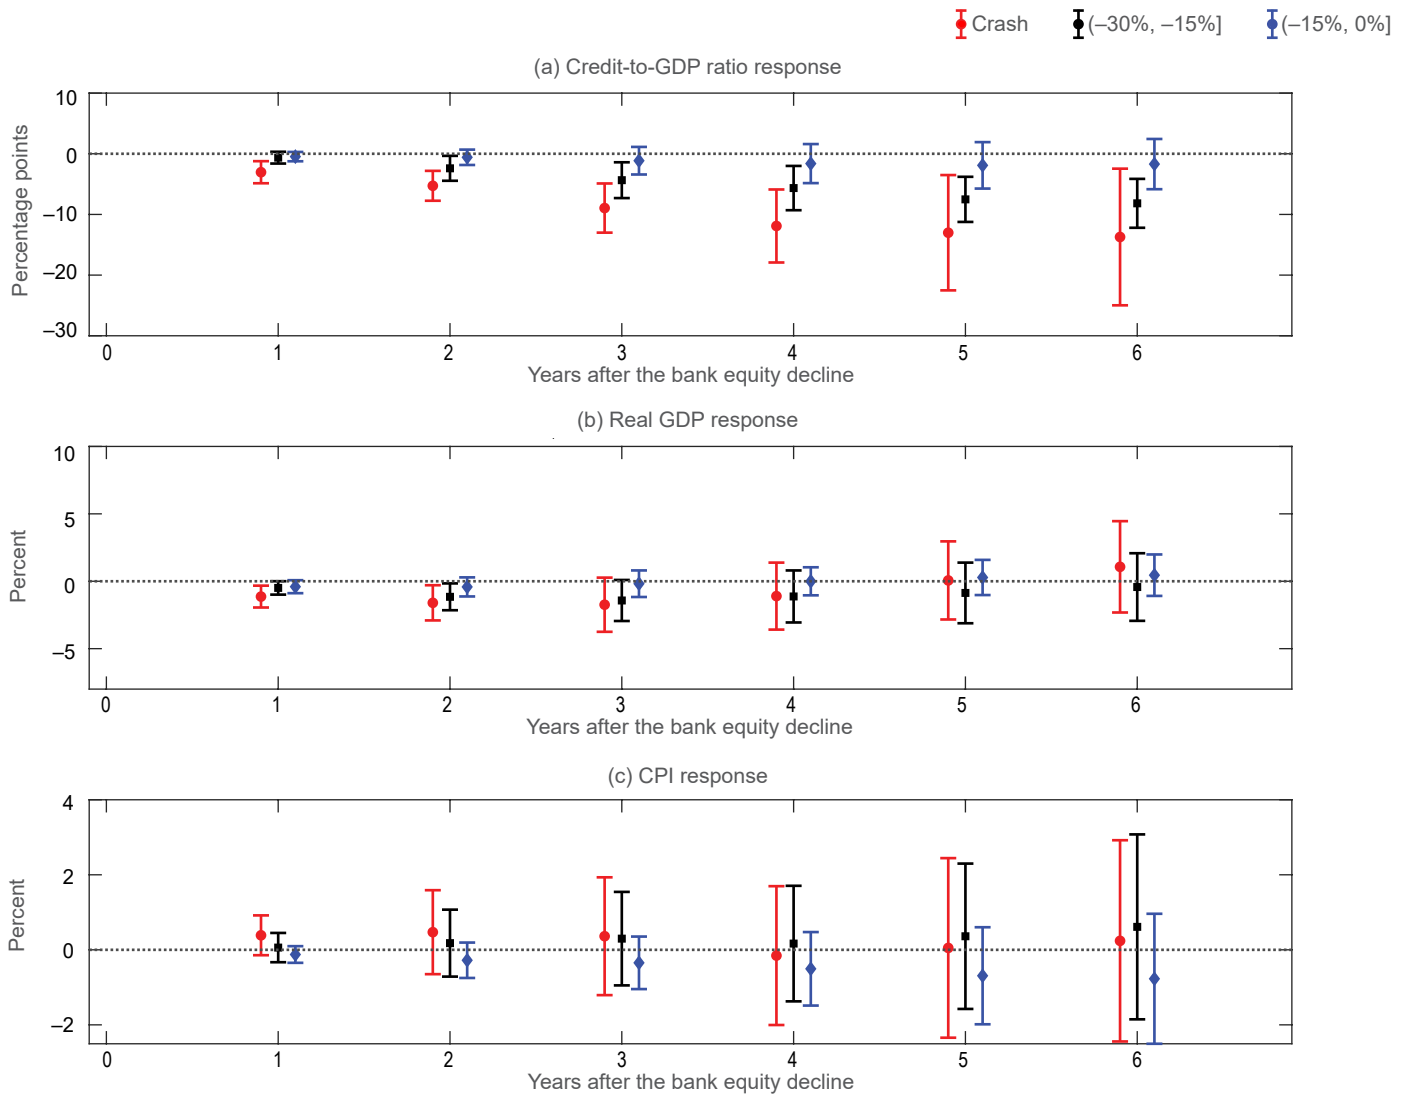 Crash (–30%, –15%] (–15%, 0%]
(a) Credit-to-GDP ratio response
Percentage points
10
0
–10
–20
–30
0 1 2 3 4 5 6
Years after the bank equity decline
(b) Real GDP response
Percent
10
5
0
–5
0 1 2 3 4 5 6
Years after the bank equity decline
(c) CPI response
Percent
4
2
0
–2
0 1 2 3 4 5 6
Years after the bank equity decline